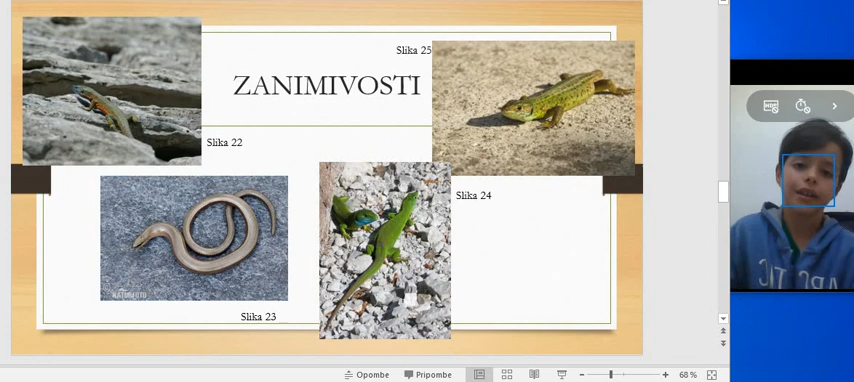 Slika 25
ZANIMIVOSTI
Slika 22
Slika 24
Slika 23
Opombe
Pripombe
68 %